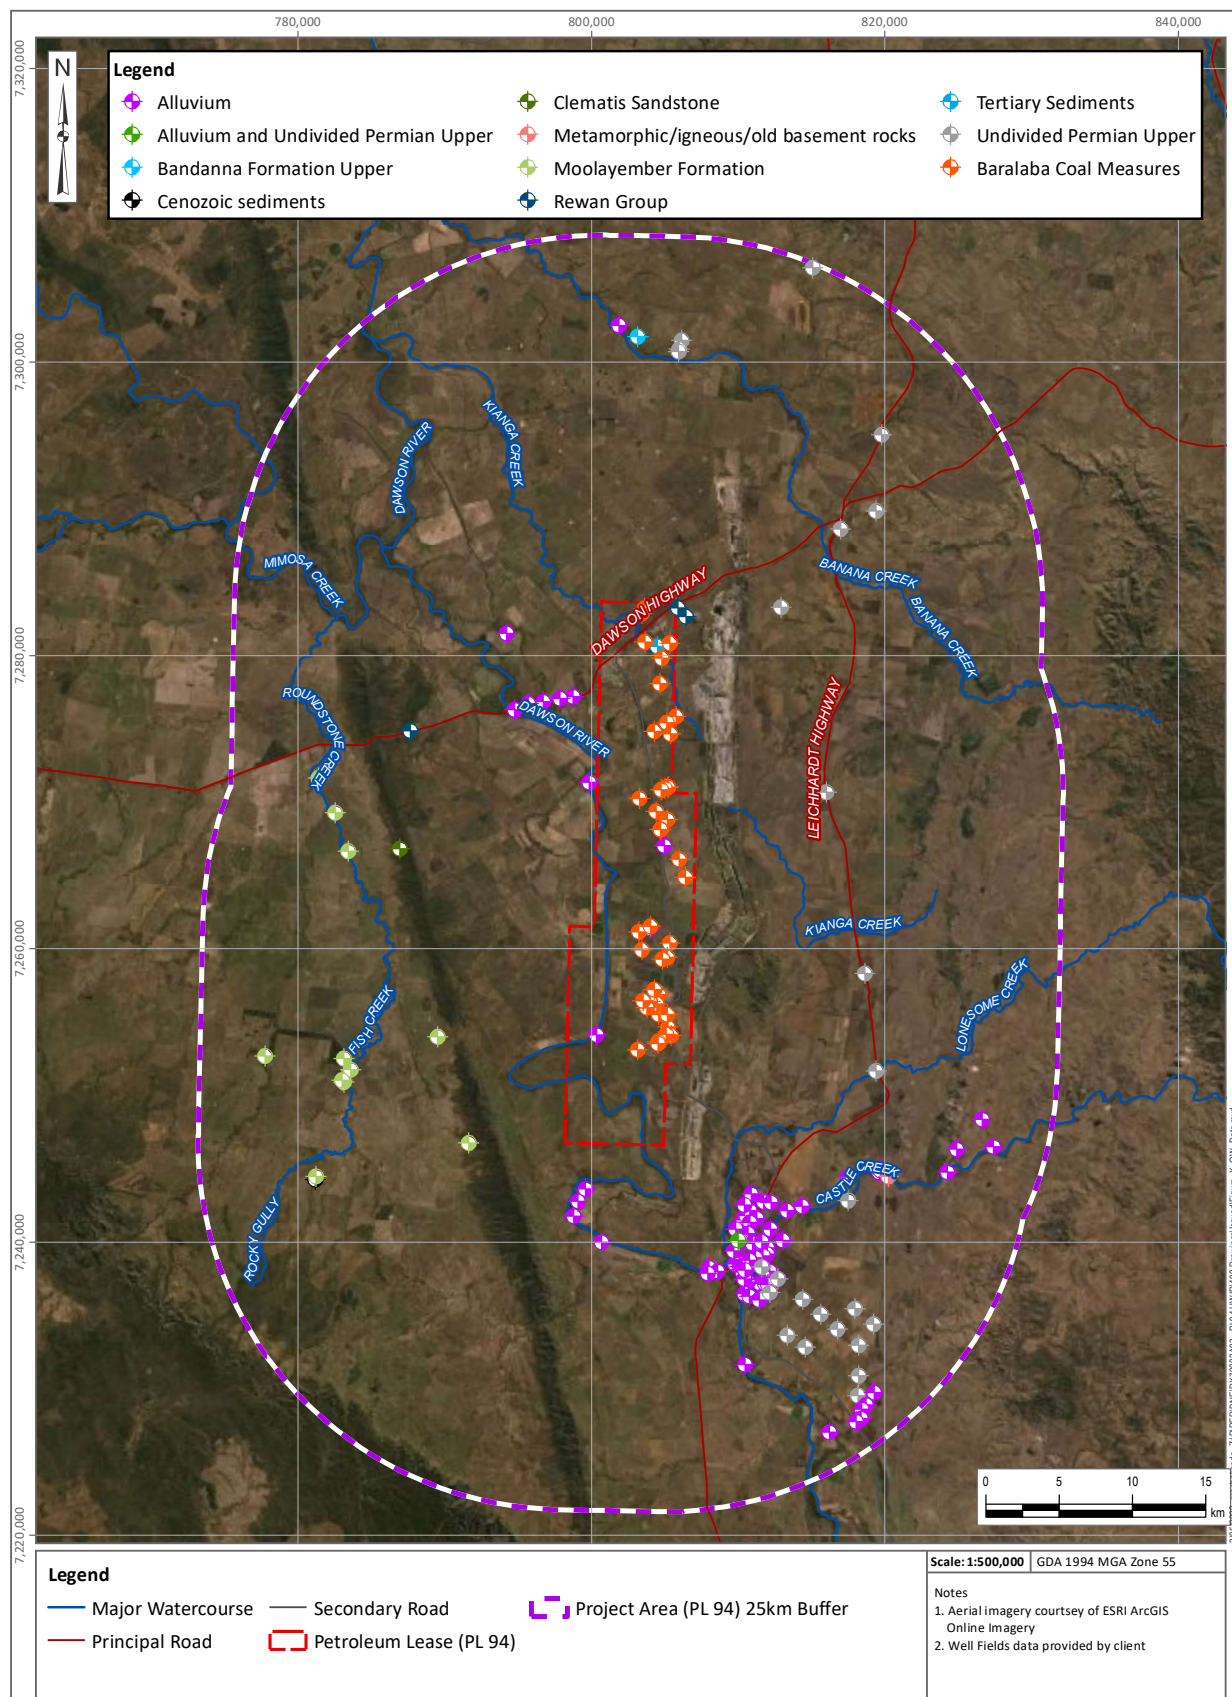 780,000
800,000
820,000
840,000
7,320,000
7,300,000
7,280,000
7,260,000
7,240,000
7,220,000
N
Legend
Alluvium
Alluvium and Undivided Permian Upper
Bandanna Formation Upper
Cenozoic sediments
Clematis Sandstone
Metamorphic/igneous/old basement rocks
Moolayember Formation
Rewan Group
Tertiary Sediments
Undivided Permian Upper
Baralaba Coal Measures
KIANGA CREEK
DAWSON RIVER
MIMOSA CREEK
BANANA CREEK
BANANA CREEK
DAWSON HIGHWAY
ROUNDSTONE CREEK
DAWSON RIVER
LEICHHARDT HIGHWAY
KIANGA CREEK
LONESOME CREEK
FISH CREEK
CASTLE CREEK
ROCKY GULLY
0 5 10 15
km
Legend
Major Watercourse
Principal Road
Secondary Road
Petroleum Lease (PL 94)
Project Area (PL 94) 25km Buffer
Scale: 1:500,000
GDA 1994 MGA Zone 55
Notes
1. Aerial imagery courtsey of ESRI ArcGIS
Online Imagery
2. Well Fields data provided by client